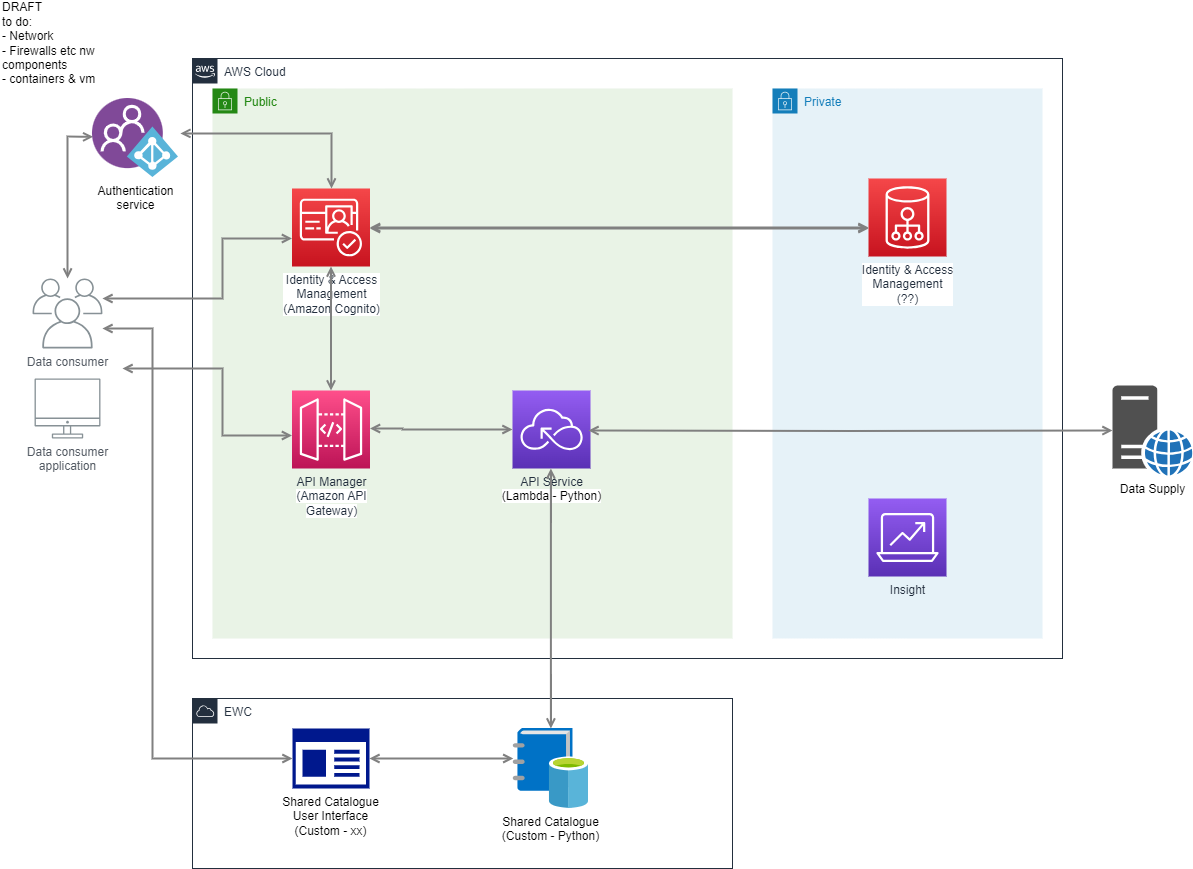 DRAFT
to do:
- Network
- Firewalls etc nw
components
- containers & vm
aws
AWS Cloud
Public
Private
Authentication
service
Identity & Access
Management
(Amazon Cognito)
Identity & Access
Management
(??)
Data consumer
Data consumer
application
</>
API Manager
(Amazon API
Gateway)
API Service
(Lambda - Python)
Data Supply
Insight
EWC
Shared Catalogue
User Interface
(Custom - xx)
Shared Catalogue
(Custom - Python)